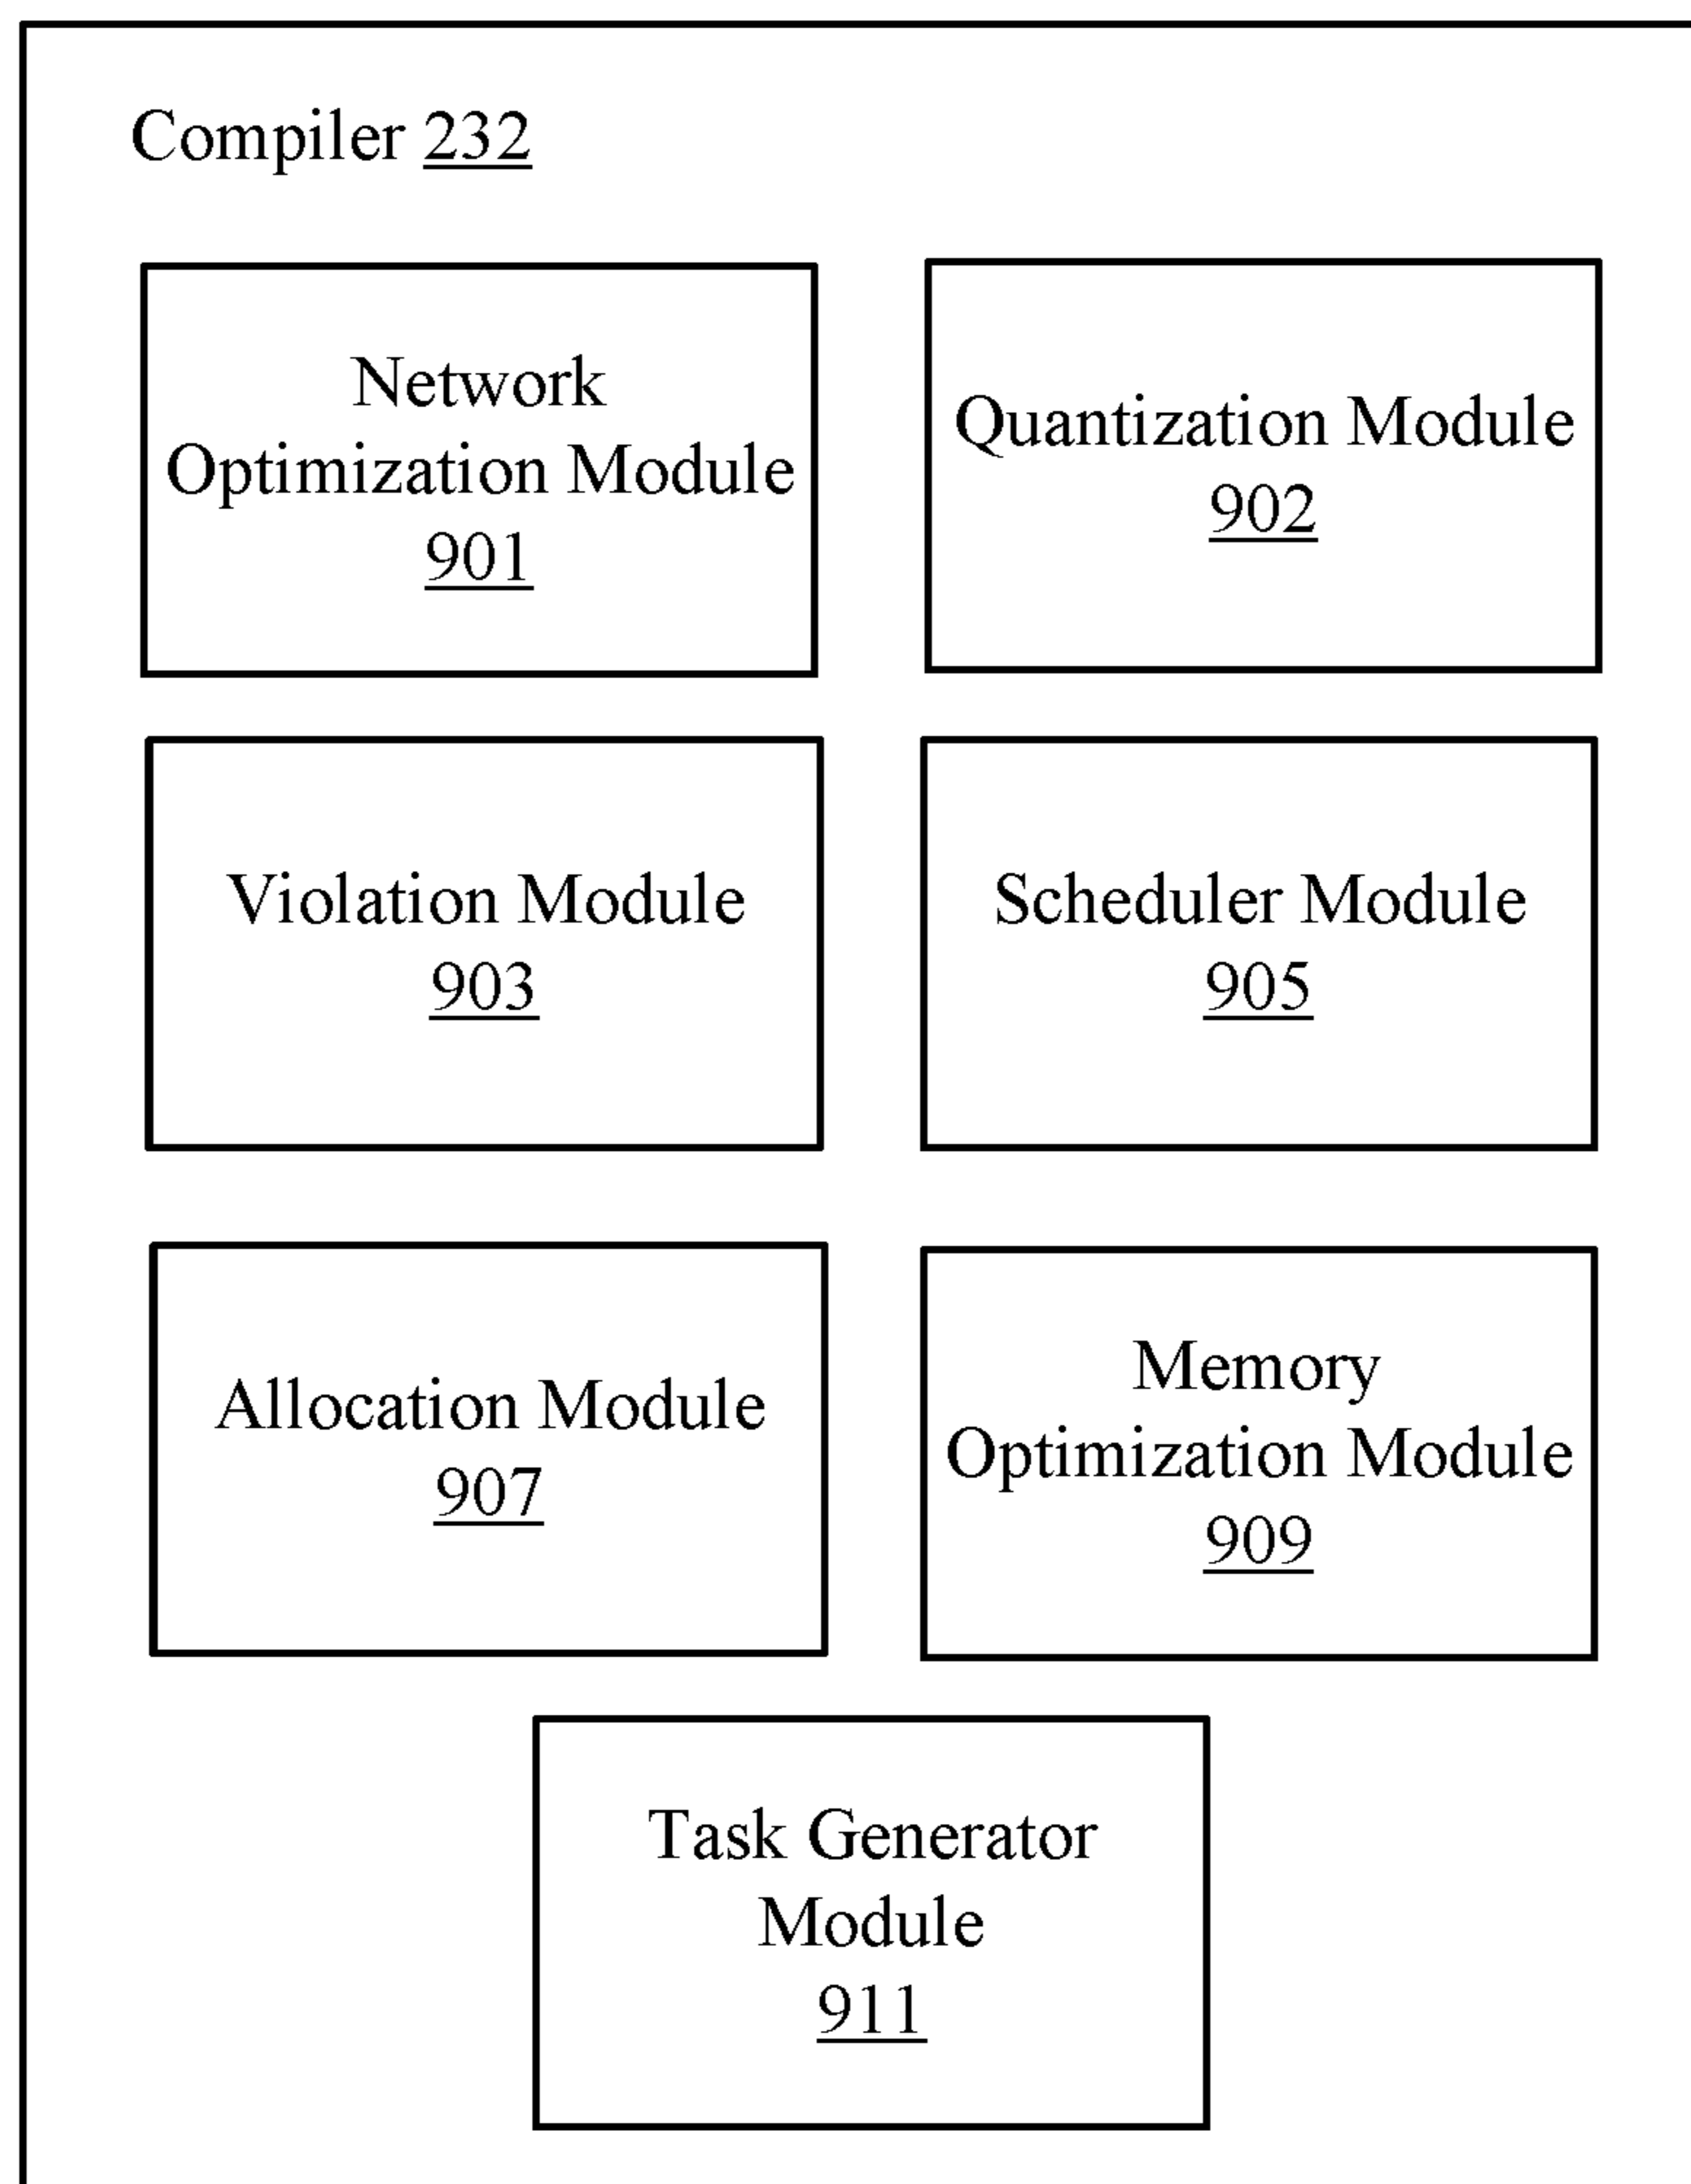 Compiler 232
Network
Optimization Module
901
Quantization Module
902
Violation Module
903
Scheduler Module
905
Allocation Module
907
Memory
Optimization Module
909
Task Generator
Module
911